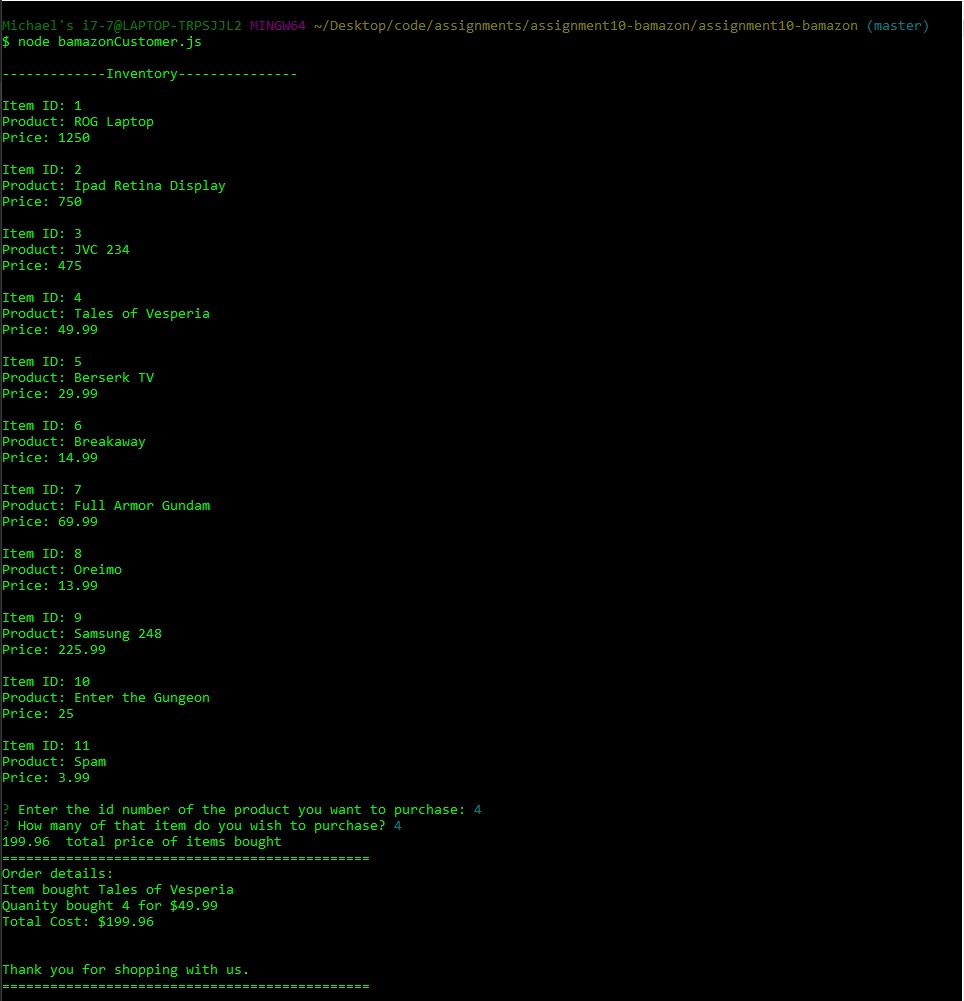 Michael's i7-7@LAPTOP-TRPSJJL2 MINGW64 ~/Desktop/code/assignments/assignment10-bamazon/assignment10-bamazon (master)
$ node bamazonCustomer.js
-------------Inventory---------------
Item ID: 1
Product: ROG Laptop
Price: 1250
Item ID: 2
Product: Ipad Retina Display
Price: 750
Item ID: 3
Product: JVC 234
Price: 475
Item ID: 4
Product: Tales of Vesperia
Price: 49.99
Item ID: 5
Product: Berserk TV
Price: 29.99
Item ID: 6
Product: Breakaway
Price: 14.99
Item ID: 7
Product: Full Armor Gundam
Price: 69.99
Item ID: 8
Product: Oreimo
Price: 13.99
Item ID: 9
Product: Samsung 248
Price: 225.99
Item ID: 10
Product: Enter the Gungeon
Price: 25
Item ID: 11
Product: Spam
Price: 3.99
? Enter the id number of the product you want to purchase: 4
? How many of that item do you wish to purchase? 4
199.96  total price of items bought
==============================================
Order details:
Item bought Tales of Vesperia
Quanity bought 4 for $49.99
Total Cost: $199.96
Thank you for shopping with us.
==============================================